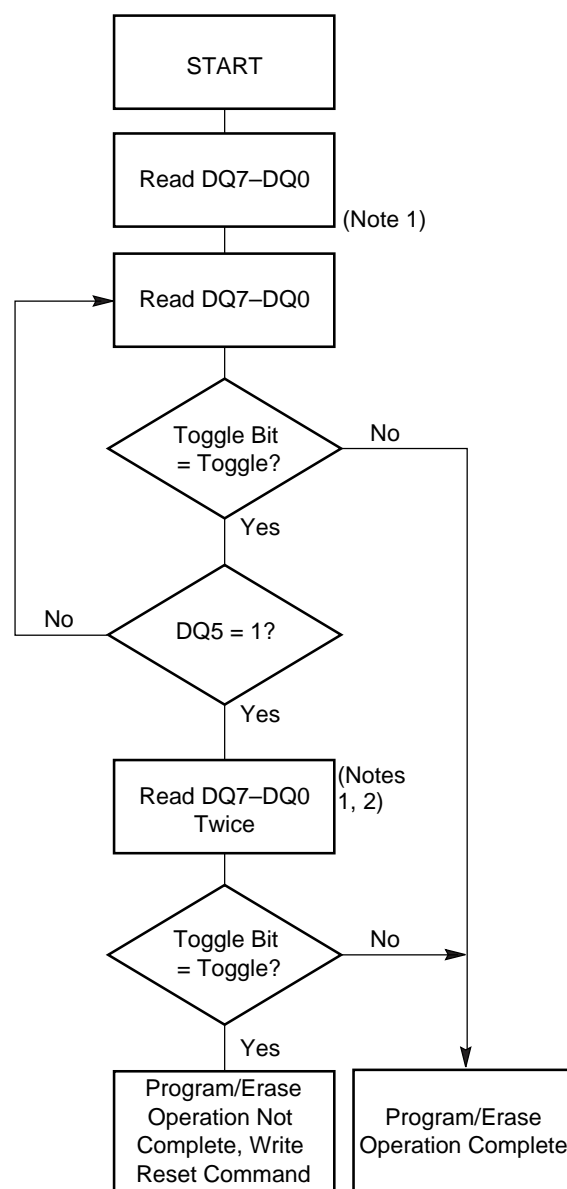 START
Read DQ7–DQ0
(Note 1)
Read DQ7–DQ0
Toggle Bit
= Toggle?
No
Yes
No
DQ5 = 1?
Yes
Read DQ7–DQ0
Twice
(Notes
1, 2)
Toggle Bit
= Toggle?
No
Yes
Program/Erase
Operation Not
Complete, Write
Reset Command
Program/Erase
Operation Complete